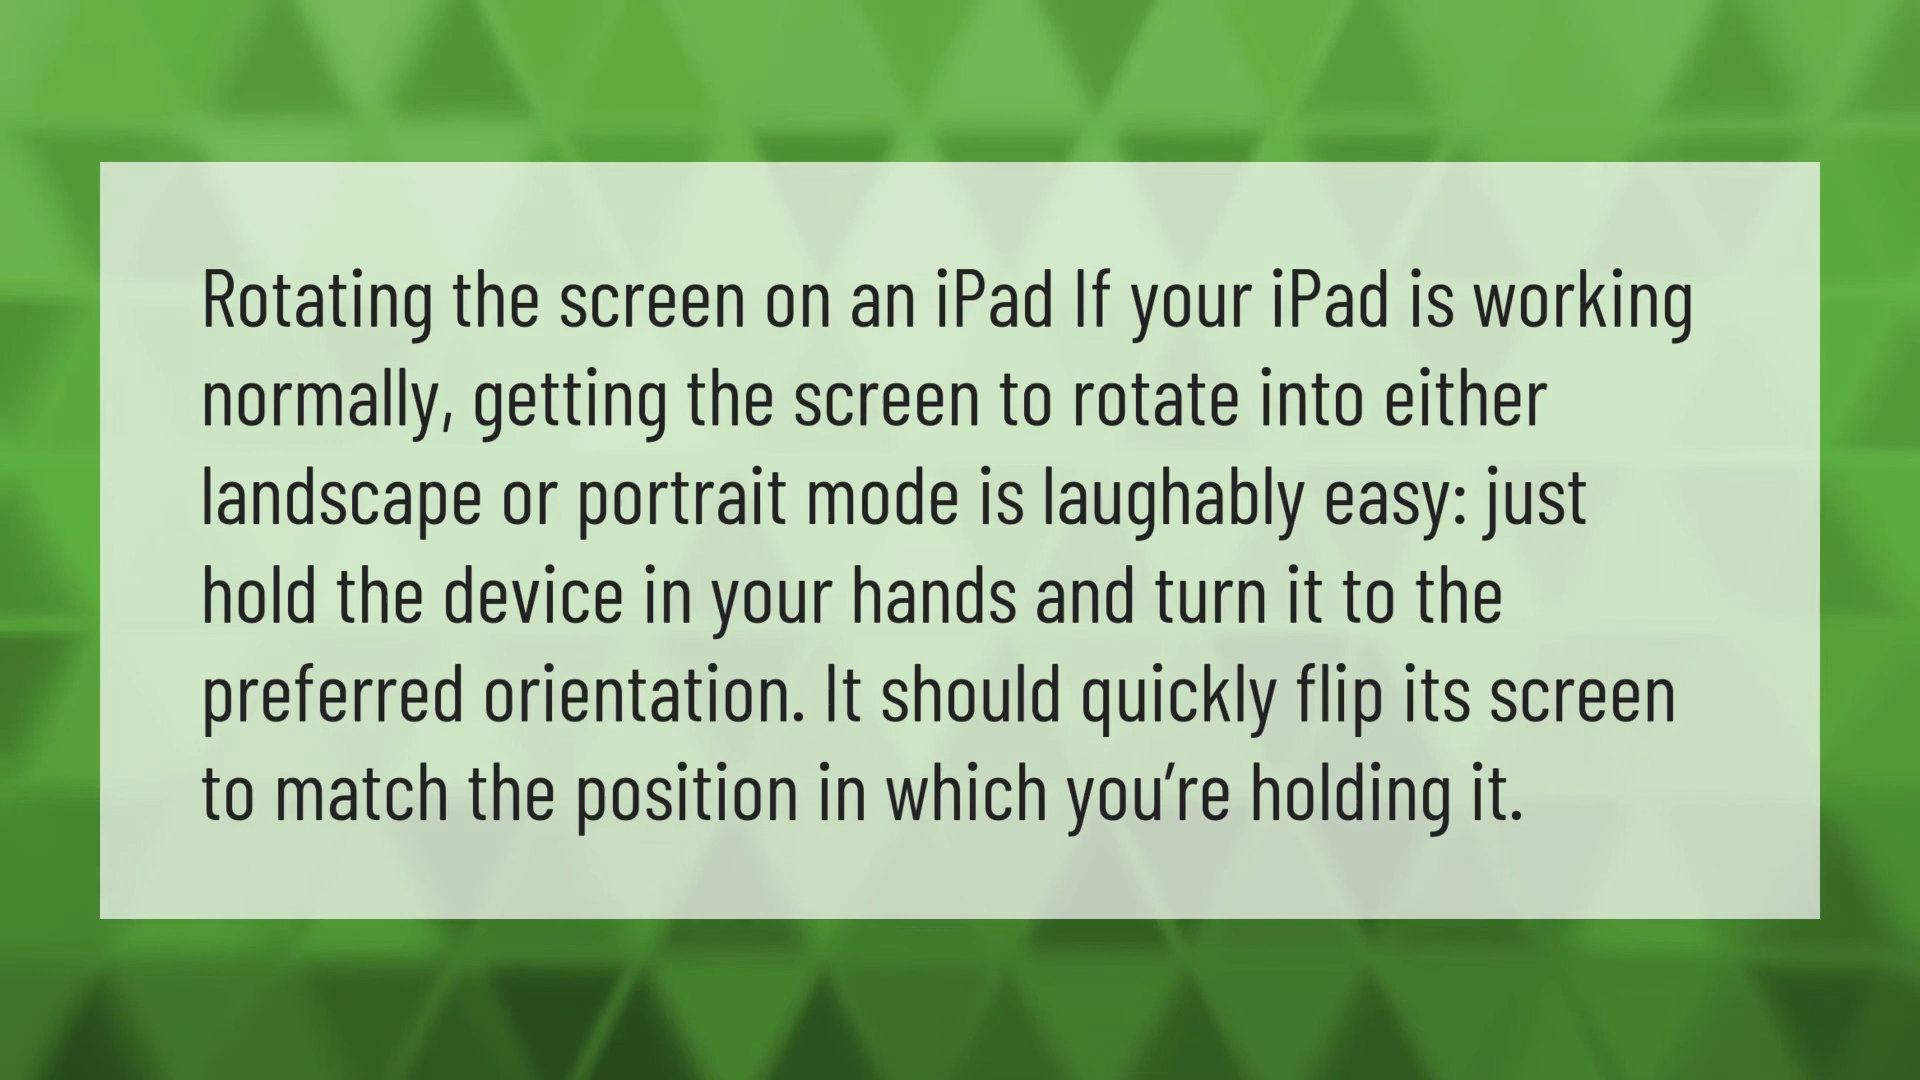 Rotating the screen on an iPad If your iPad is working
normally, getting the screen to rotate into either
landscape or portrait mode is laughably easy: just
hold the device in your hands and turn it to the
preferred orientation. It should quickly flip its screen
to match the position in which you’re holding it.